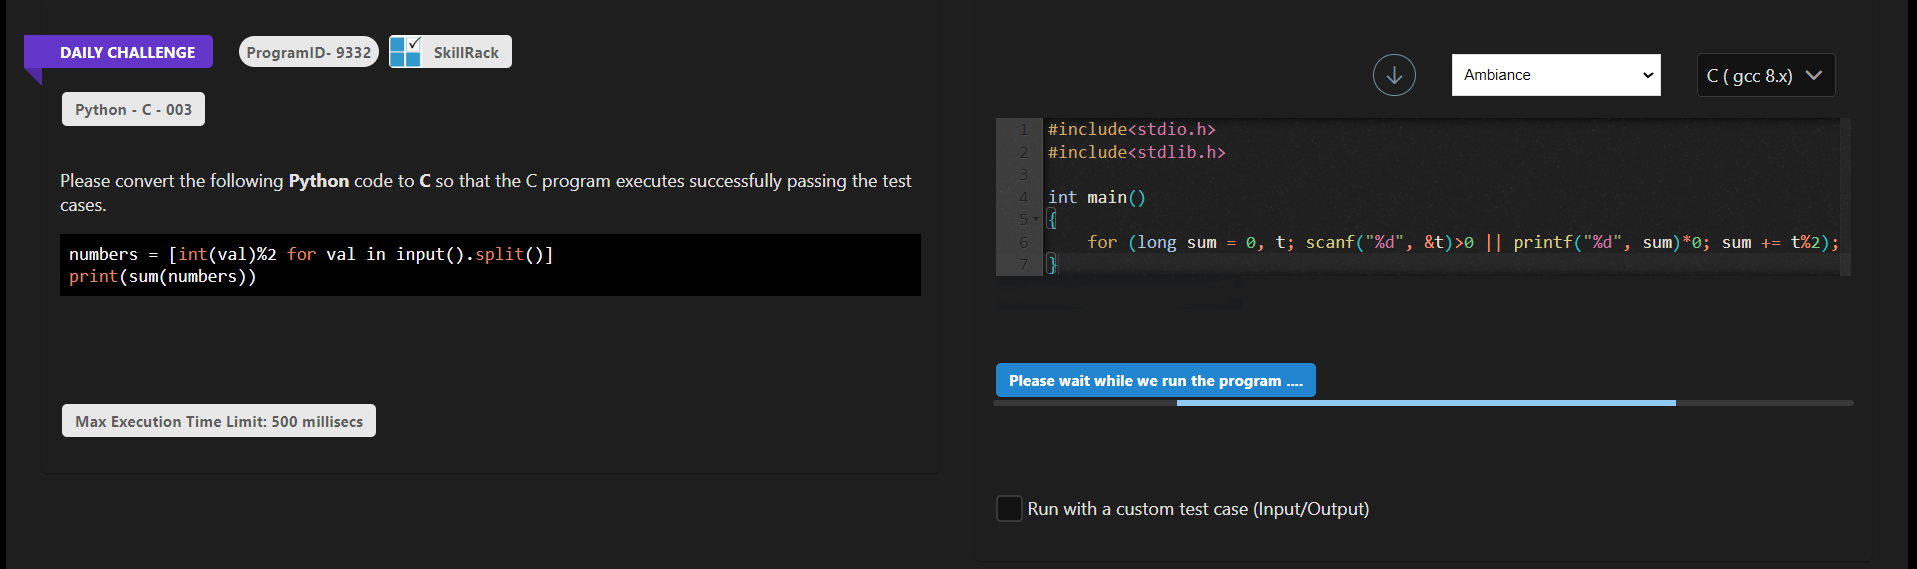 DAILY CHALLENGE
ProgramID- 9332
SkillRack
Python - C - 003
Please convert the following Python code to C so that the C program executes successfully passing the test
cases.
numbers = [int(val)%2 for val in input().split()]
print(sum(numbers))
Max Execution Time Limit: 500 millisecs
Ambiance
C ( gcc 8.x)
1 #include<stdio.h>
2 #include<stdlib.h>
3
4 int main()
5 {
6 for (long sum = 0, t; scanf("%d", &t)>0 || printf("%d", sum)*0; sum += t%2);
7 }
Please wait while we run the program ....
Run with a custom test case (Input/Output)